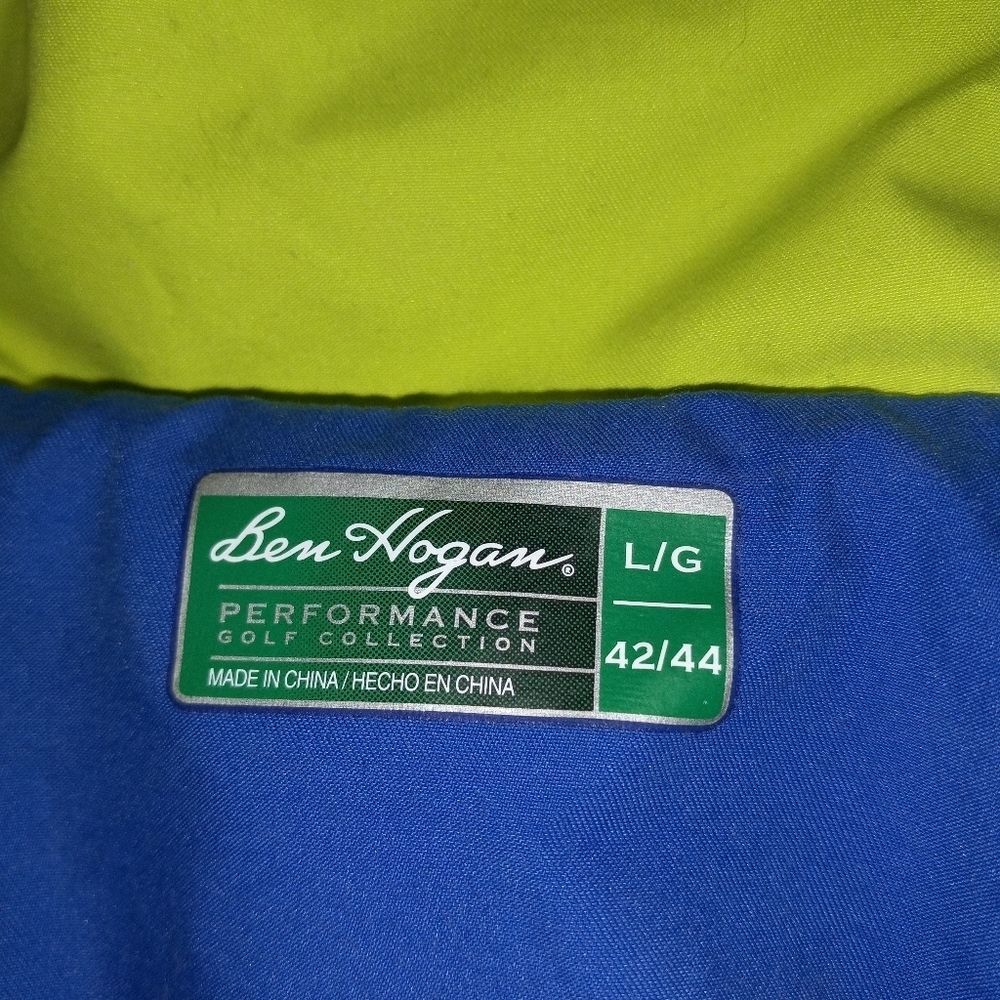 Ben Hogan®
PERFORMANCE
GOLF COLLECTION
MADE IN CHINA / HECHO EN CHINA
L/G
42/44